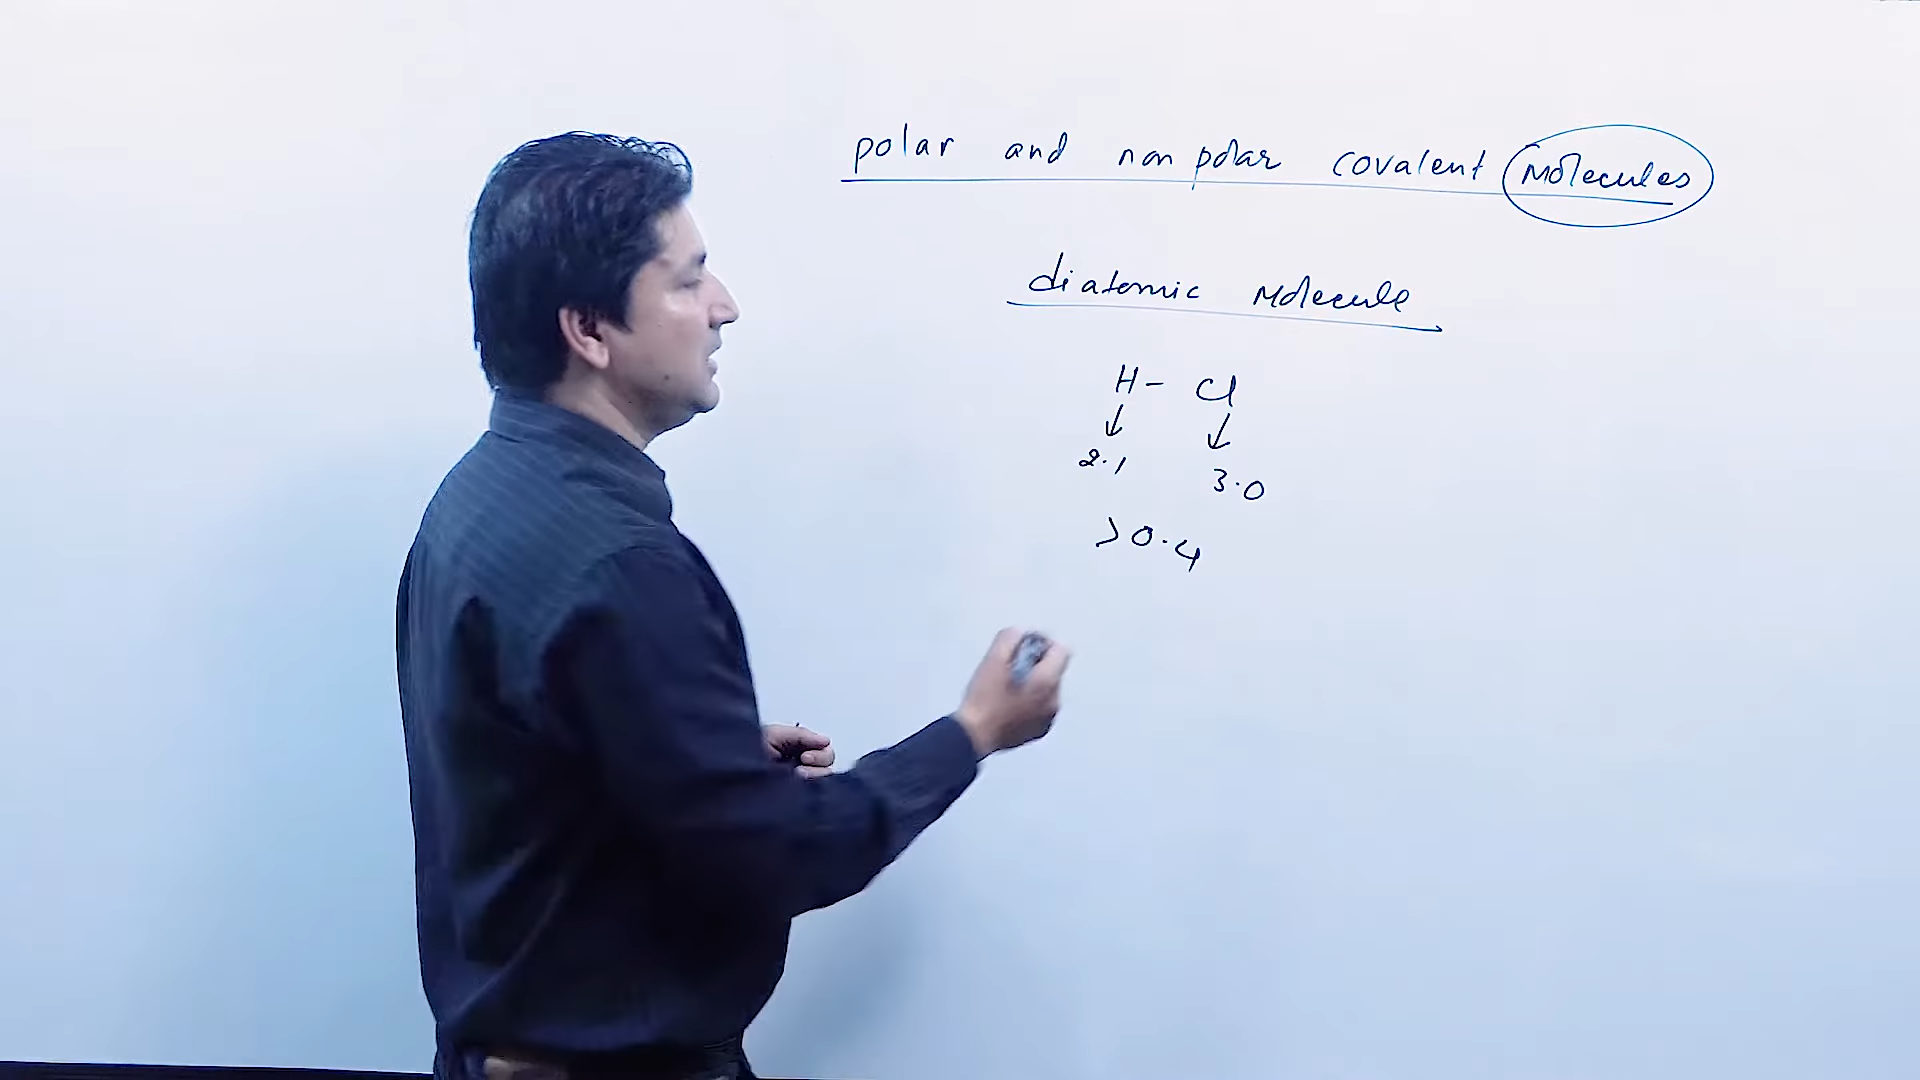 polar and non polar covalent Molecules
diatomic Molecule
H - Cl
↓ ↓
2.1 3.0
>0.4